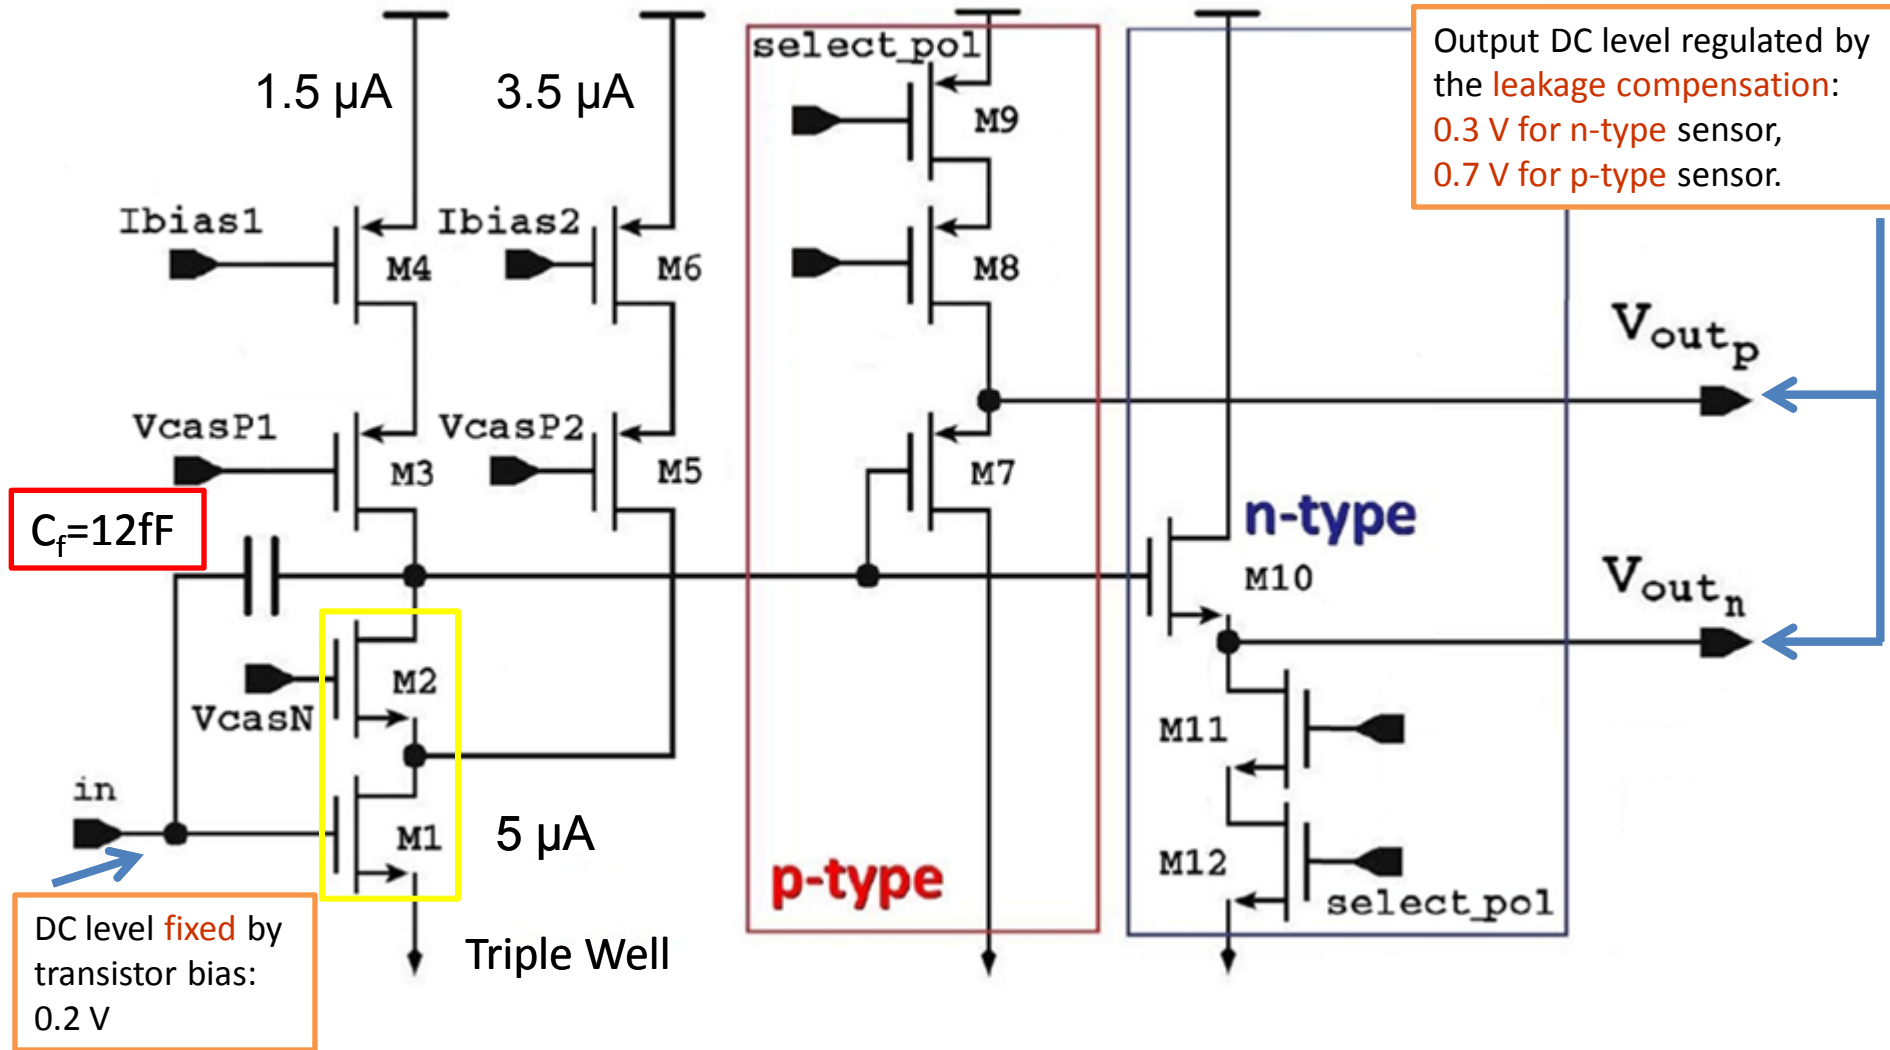 select_pol
Output DC level regulated by
the leakage compensation:
0.3 V for n-type sensor,
0.7 V for p-type sensor.
1.5 µA
3.5 µA
M9
Ibias1
Ibias2
M4
M6
M8
Voutp
VcasP1
VcasP2
M3
M5
M7
Cf=12fF
n-type
M10
Voutn
M2
VcasN
M11
in
M1
5 µA
M12
p-type
select_pol
DC level fixed by
transistor bias:
0.2 V
Triple Well